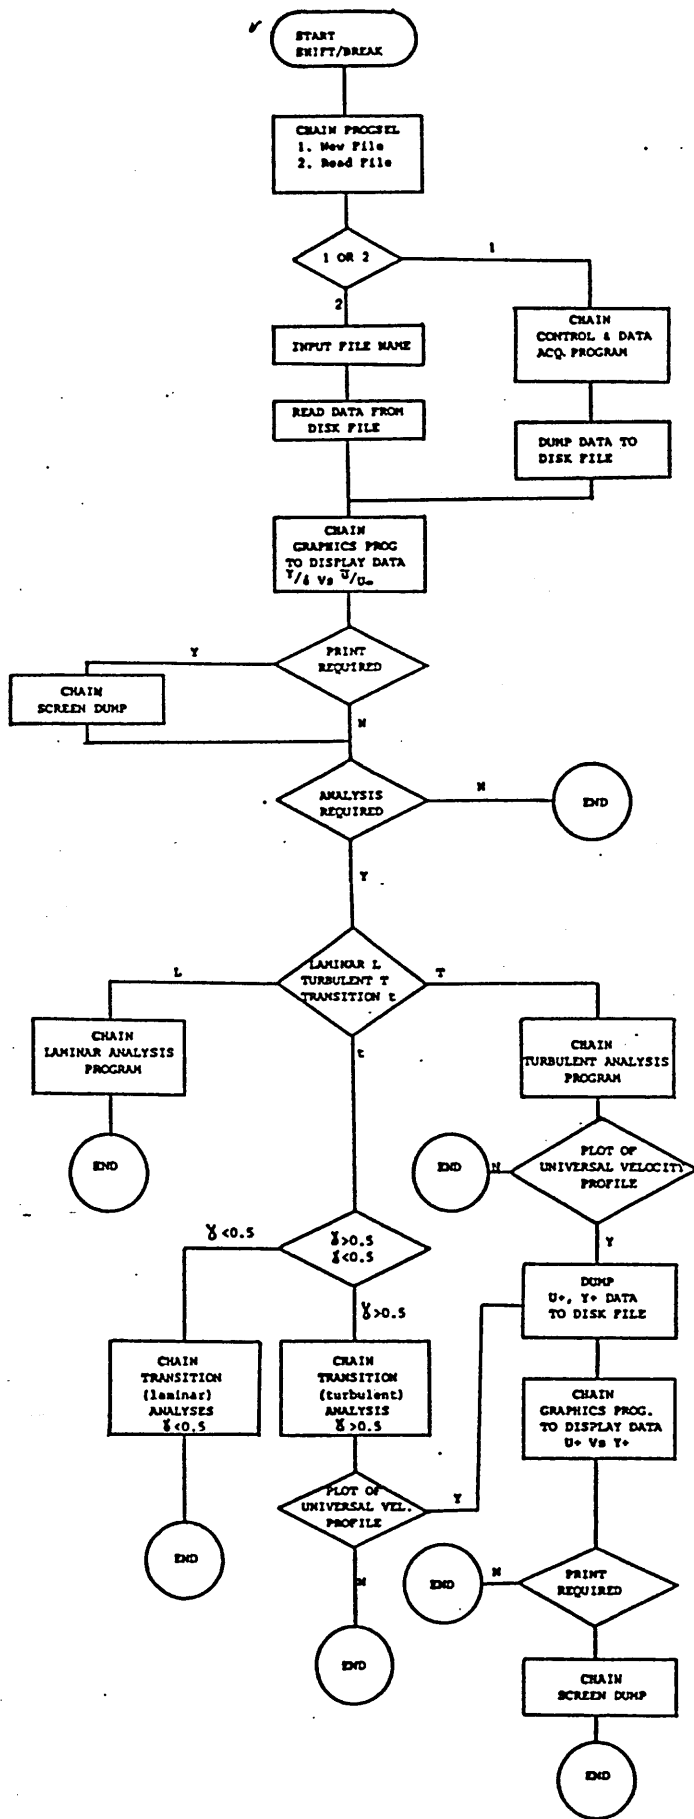 START
SHIFT/BREAK
CHAIN PROGSEL
1. New File
2. Read File
1 OR 2
1
2
CHAIN
CONTROL & DATA
ACQ. PROGRAM
INPUT FILE NAME
READ DATA FROM
DISK FILE
DUMP DATA TO
DISK FILE
CHAIN
GRAPHICS PROG
TO DISPLAY DATA
Y/δ Vs U̅/U∞
PRINT
REQUIRED
Y
N
CHAIN
SCREEN DUMP
ANALYSIS
REQUIRED
N
END
Y
LAMINAR L
TURBULENT T
TRANSITION t
L
T
t
CHAIN
LAMINAR ANALYSIS
PROGRAM
END
CHAIN
TURBULENT ANALYSIS
PROGRAM
PLOT OF
UNIVERSAL VELOCITY
PROFILE
N
END
Y
ɣ<0.5
ɣ>0.5
ɣ<0.5
ɣ>0.5
DUMP
U+, Y+ DATA
TO DISK FILE
CHAIN
TRANSITION
(laminar)
ANALYSES
ɣ<0.5
CHAIN
TRANSITION
(turbulent)
ANALYSIS
ɣ>0.5
CHAIN
GRAPHICS PROG.
TO DISPLAY DATA
U+ Vs Y+
PLOT OF
UNIVERSAL VEL.
PROFILE
Y
N
END
END
PRINT
REQUIRED
N
END
CHAIN
SCREEN DUMP
END